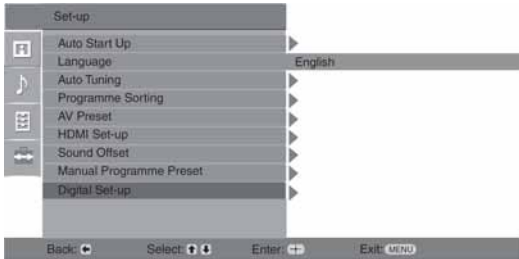 Set-up
Auto Start Up
Language English
Auto Tuning
Programme Sorting
AV Preset
HDMI Set-up
Sound Offset
Manual Programme Preset
Digital Set-up
Back: Select: Enter: Exit: MENU